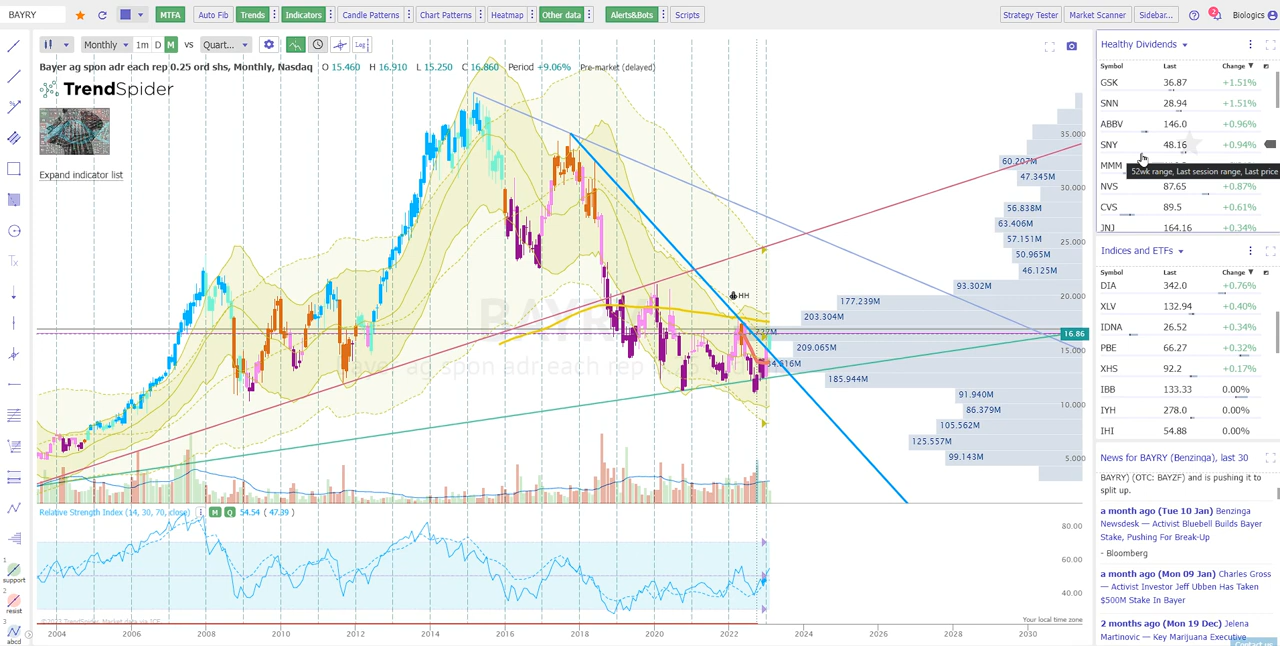 BAYRY
MTFA Auto Fib Trends Indicators Candle Patterns Chart Patterns Heatmap Other data Alerts&Bots Scripts Strategy Tester Market Scanner Sidebar... 2 Biologics
Monthly 1m D M VS Quart... Log
Bayer ag spon adr each rep 0.25 ord shs, Monthly, Nasdaq O 15.460 H 16.910 L 15.250 C 16.860 Period +9.06% Pre-market (delayed)
TrendSpider
Expand indicator list
HH
60.207M
47.345M
56.838M
63.406M
57.151M
50.965M
46.125M
93.302M
177.239M
203.304M
209.065M
185.944M
91.940M
86.379M
105.562M
125.557M
99.143M
35.000
30.000
25.000
20.000
16.86
15.000
10.000
5.000
Relative Strength Index (14, 30, 70, close) M Q 54.54 ( 47.39 )
80.00
60.00
40.00
©2023 TrendSpider. Market data via ICE
Your local time zone
2004 2006 2008 2010 2012 2014 2016 2018 2020 2022 2024 2026 2028 2030
1
support
2
resist
3
abcd
Healthy Dividends
Symbol Last Change
GSK 36.87 +1.51%
SNN 28.94 +1.51%
ABBV 146.0 +0.96%
SNY 48.16 +0.94%
MMM
52wk range, Last session range, Last price
NVS 87.65 +0.87%
CVS 89.5 +0.61%
JNJ 164.16 +0.34%
Indices and ETFs
Symbol Last Change
DIA 342.0 +0.76%
XLV 132.94 +0.40%
IDNA 26.52 +0.34%
PBE 66.27 +0.32%
XHS 92.2 +0.17%
IBB 133.33 0.00%
IYH 278.0 0.00%
IHI 54.88 0.00%
News for BAYRY (Benzinga), last 30
BAYRY) (OTC: BAYZF) and is pushing it to
split up.
a month ago (Tue 10 Jan) Benzinga
Newsdesk — Activist Bluebell Builds Bayer
Stake, Pushing For Break-Up
- Bloomberg
a month ago (Mon 09 Jan) Charles Gross
— Activist Investor Jeff Ubben Has Taken
$500M Stake In Bayer
2 months ago (Mon 19 Dec) Jelena
Martinovic — Key Marijuana Executive
Contact us